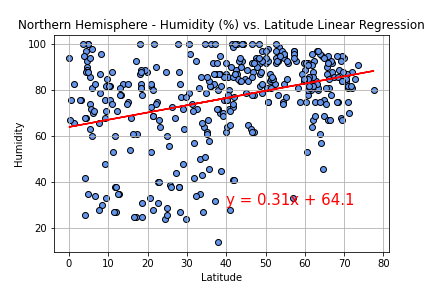 Northern Hemisphere - Humidity (%) vs. Latitude Linear Regression
100
80
60
40
20
Humidity
y = 0.31x + 64.1
0 10 20 30 40 50 60 70 80
Latitude